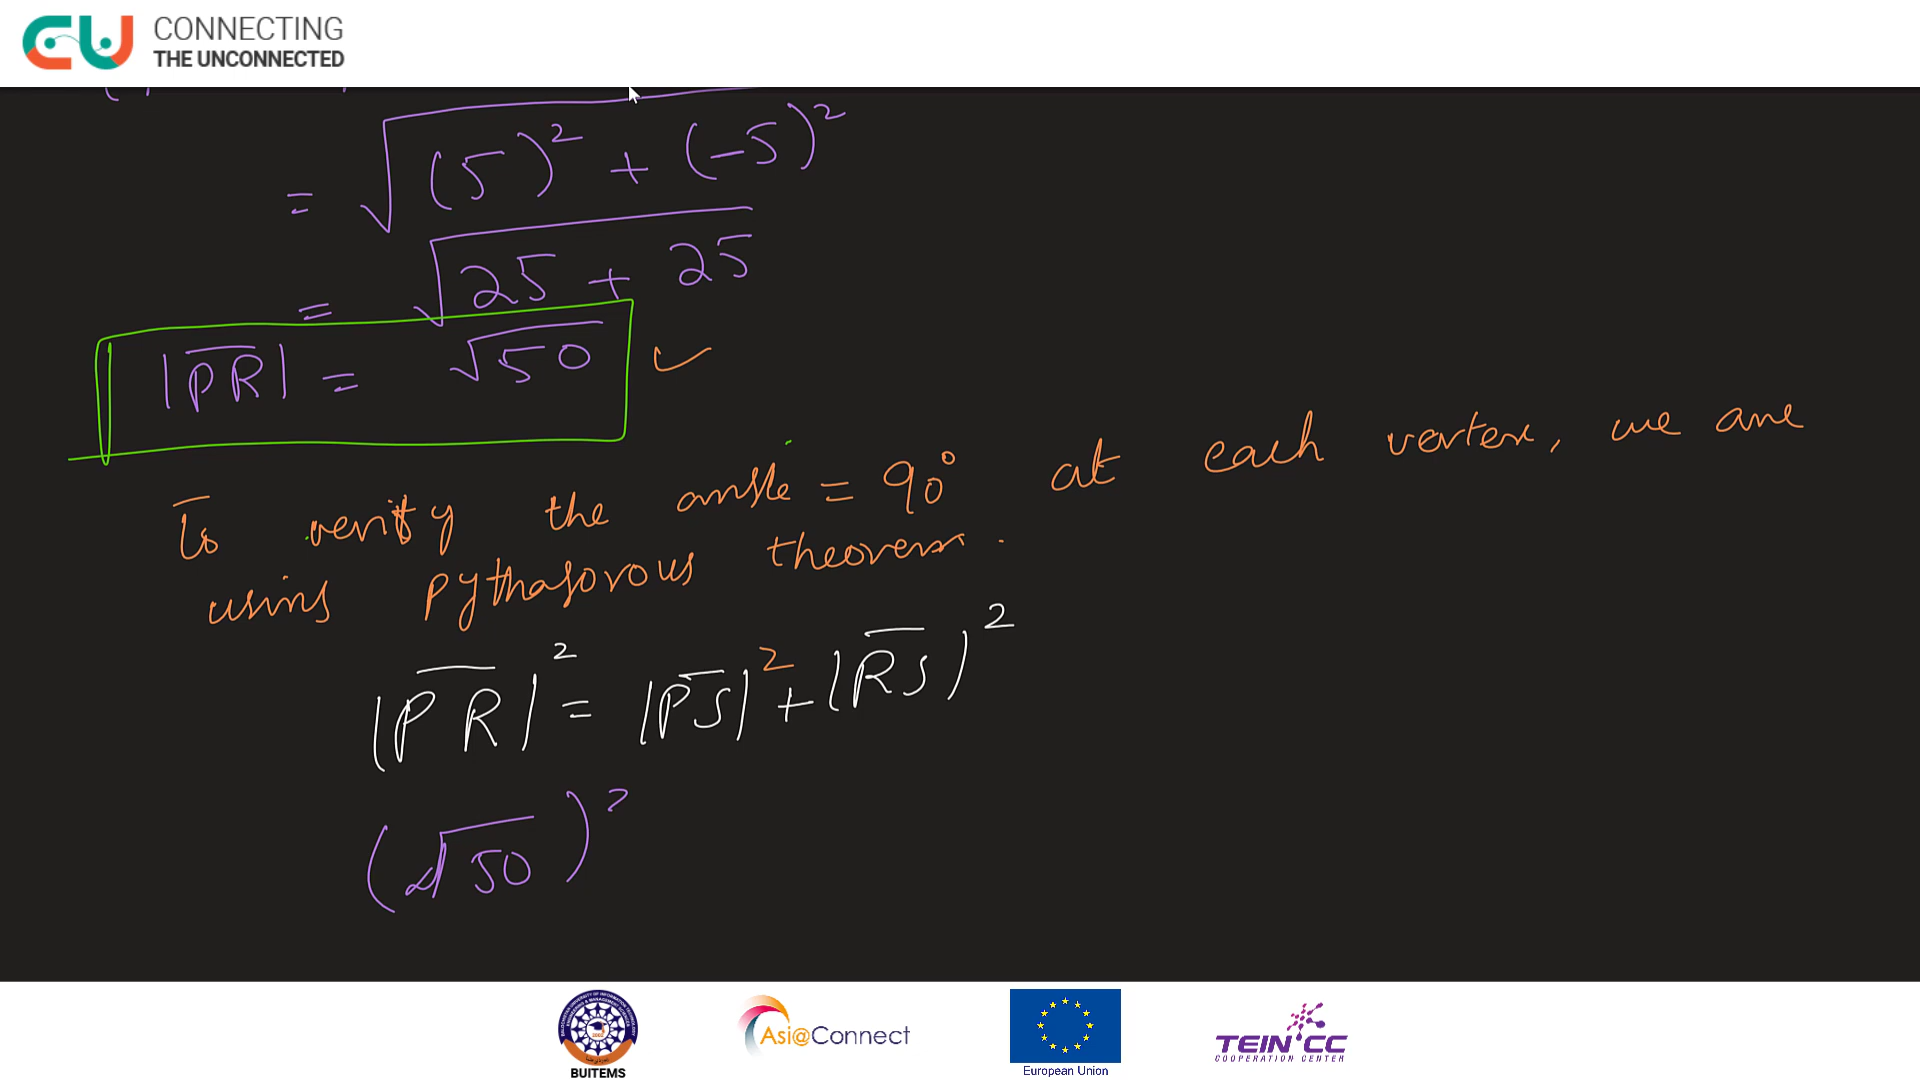 CONNECTING
THE UNCONNECTED
= √(5)² + (-5)²
= √25 + 25
|PR| = √50 ✓
To verify the angle = 90° at each vertex, we are
using pythagorous theorem.
|PR|² = |PS|² + |RS|²
(√50)²
BUITEMS
Asi@Connect
European Union
TEIN*CC
COOPERATION CENTER